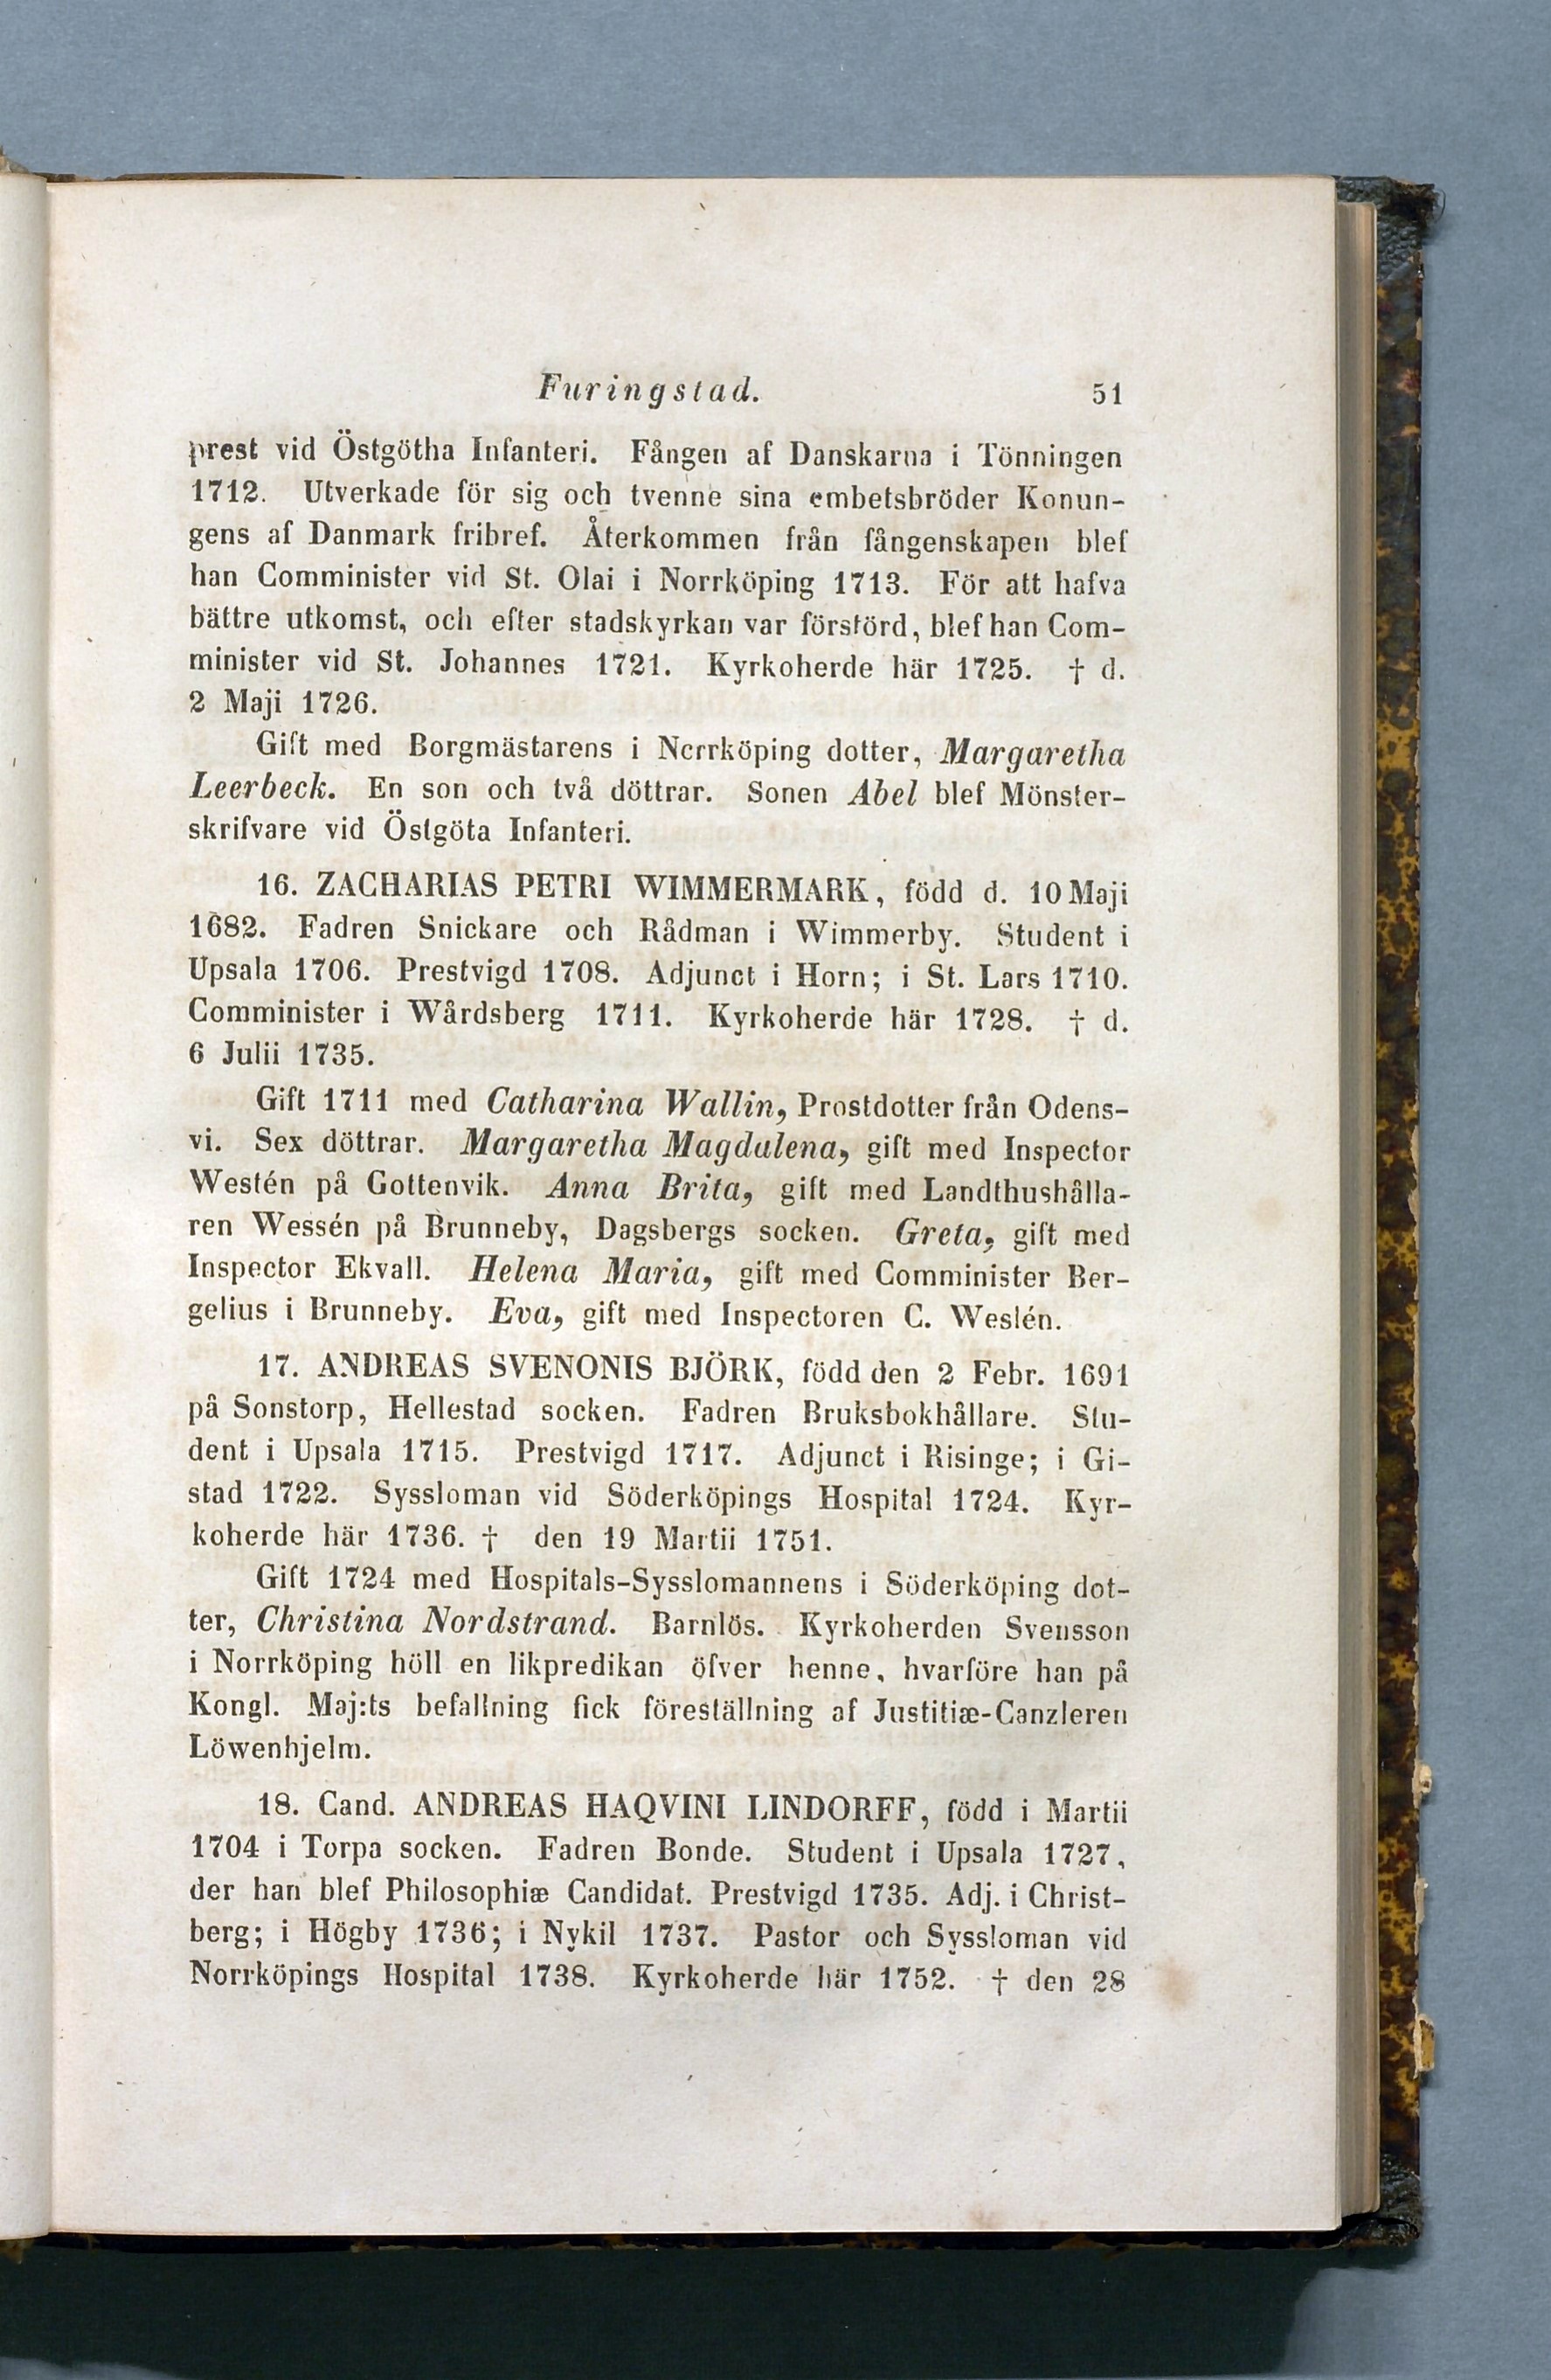 Furingstad. 51
prest vid Östgötha Infanteri. Fången af Danskarna i Tönningen
1712. Utverkade för sig och tvenne sina embetsbröder Konun-
gens af Danmark fribref. Återkommen från fångenskapen blef
han Comminister vid St. Olai i Norrköping 1713. För att hafva
bättre utkomst, och efter stadskyrkan var förstörd, blef han Com-
minister vid St. Johannes 1721. Kyrkoherde här 1725. † d.
2 Maji 1726.
Gift med Borgmästarens i Norrköping dotter, Margaretha
Leerbeck. En son och två döttrar. Sonen Abel blef Mönster-
skrifvare vid Östgöta Infanteri.
16. ZACHARIAS PETRI WIMMERMARK, född d. 10 Maji
1682. Fadren Snickare och Rådman i Wimmerby. Student i
Upsala 1706. Prestvigd 1708. Adjunct i Horn; i St. Lars 1710.
Comminister i Wårdsberg 1711. Kyrkoherde här 1728. † d.
6 Julii 1735.
Gift 1711 med Catharina Wallin, Prostdotter från Odens-
vi. Sex döttrar. Margaretha Magdalena, gift med Inspector
Westén på Gottenvik. Anna Brita, gift med Landthushålla-
ren Wessén på Brunneby, Dagsbergs socken. Greta, gift med
Inspector Ekvall. Helena Maria, gift med Comminister Ber-
gelius i Brunneby. Eva, gift med Inspectoren C. Westén.
17. ANDREAS SVENONIS BJÖRK, född den 2 Febr. 1691
på Sonstorp, Hellestad socken. Fadren Bruksbokhållare. Stu-
dent i Upsala 1715. Prestvigd 1717. Adjunct i Risinge; i Gi-
stad 1722. Syssloman vid Söderköpings Hospital 1724. Kyr-
koherde här 1736. † den 19 Martii 1751.
Gift 1724 med Hospitals-Sysslomannens i Söderköping dot-
ter, Christina Nordstrand. Barnlös. Kyrkoherden Svensson
i Norrköping höll en likpredikan öfver henne, hvarföre han på
Kongl. Maj:ts befallning fick föreställning af Justitiæ-Canzleren
Löwenhjelm.
18. Cand. ANDREAS HAQVINI LINDORFF, född i Martii
1704 i Torpa socken. Fadren Bonde. Student i Upsala 1727,
der han blef Philosophiæ Candidat. Prestvigd 1735. Adj. i Christ-
berg; i Högby 1736; i Nykil 1737. Pastor och Syssloman vid
Norrköpings Hospital 1738. Kyrkoherde här 1752. † den 28